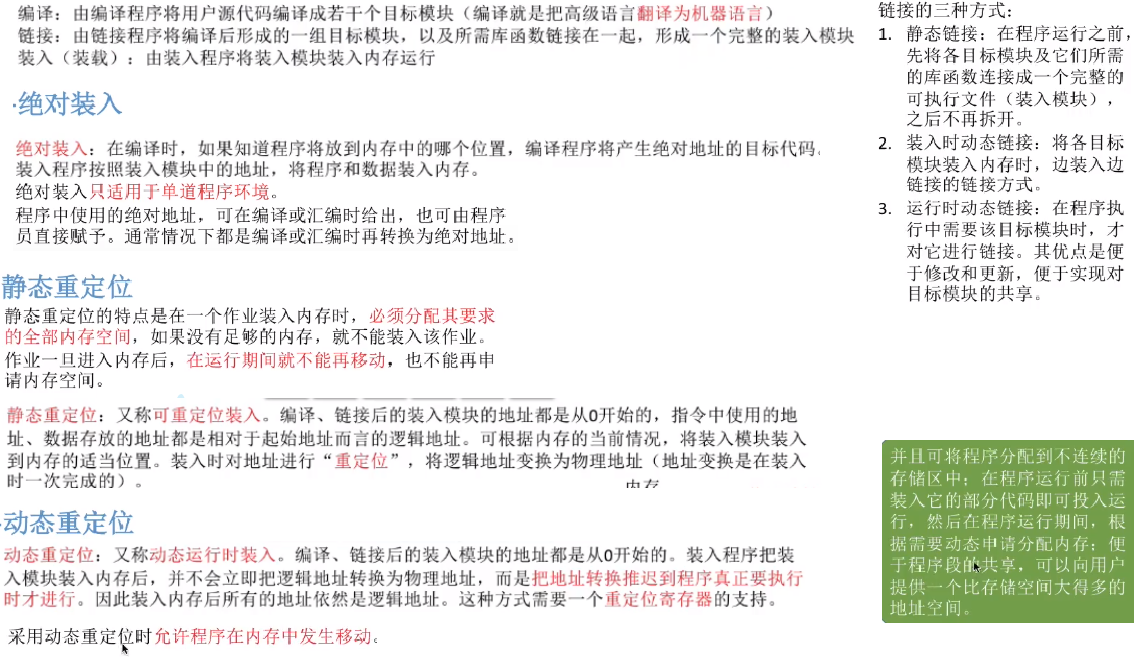 编译：由编译程序将用户源代码编译成若干个目标模块（编译就是把高级语言翻译为机器语言）
链接：由链接程序将编译后形成的一组目标模块，以及所需库函数链接在一起，形成一个完整的装入模块
装入（装载）：由装入程序将装入模块装入内存运行
·绝对装入
绝对装入：在编译时，如果知道程序将放到内存中的哪个位置，编译程序将产生绝对地址的目标代码。
装入程序按照装入模块中的地址，将程序和数据装入内存。
绝对装入只适用于单道程序环境。
程序中使用的绝对地址，可在编译或汇编时给出，也可由程序
员直接赋予。通常情况下都是编译或汇编时再转换为绝对地址。
静态重定位
静态重定位的特点是在一个作业装入内存时，必须分配其要求
的全部内存空间，如果没有足够的内存，就不能装入该作业。
作业一旦进入内存后，在运行期间就不能再移动，也不能再申
请内存空间。
静态重定位：又称可重定位装入。编译、链接后的装入模块的地址都是从0开始的，指令中使用的地
址、数据存放的地址都是相对于起始地址而言的逻辑地址。可根据内存的当前情况，将装入模块装入
到内存的适当位置。装入时对地址进行“重定位”，将逻辑地址变换为物理地址（地址变换是在装入
时一次完成的）。
内存
·动态重定位
动态重定位：又称动态运行时装入。编译、链接后的装入模块的地址都是从0开始的。装入程序把装
入模块装入内存后，并不会立即把逻辑地址转换为物理地址，而是把地址转换推迟到程序真正要执行
时才进行。因此装入内存后所有的地址依然是逻辑地址。这种方式需要一个重定位寄存器的支持。
采用动态重定位时允许程序在内存中发生移动。
链接的三种方式：
1. 静态链接：在程序运行之前，
先将各目标模块及它们所需
的库函数连接成一个完整的
可执行文件（装入模块），
之后不再拆开。
2. 装入时动态链接：将各目标
模块装入内存时，边装入边
链接的链接方式。
3. 运行时动态链接：在程序执
行中需要该目标模块时，才
对它进行链接。其优点是便
于修改和更新，便于实现对
目标模块的共享。
并且可将程序分配到不连续的
存储区中；在程序运行前只需
装入它的部分代码即可投入运
行，然后在程序运行期间，根
据需要动态申请分配内存；便
于程序段的共享，可以向用户
提供一个比存储空间大得多的
地址空间。